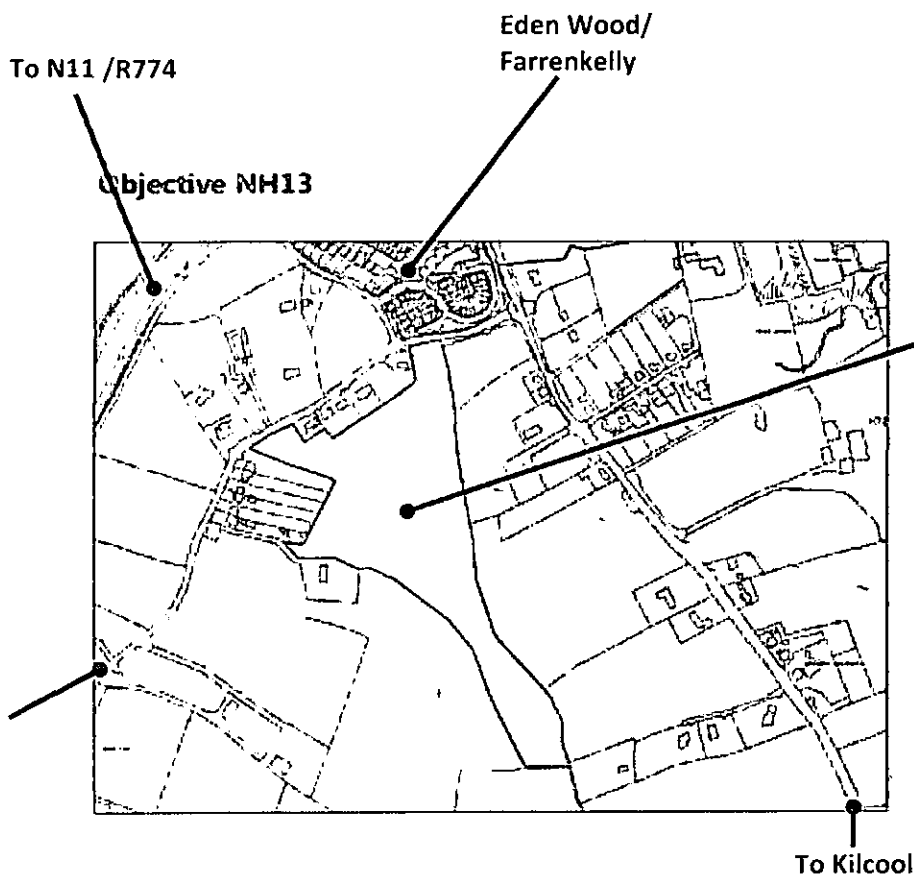 Eden Wood/
Farrenkelly
To N11 /R774
Objective NH13
To Kilcool